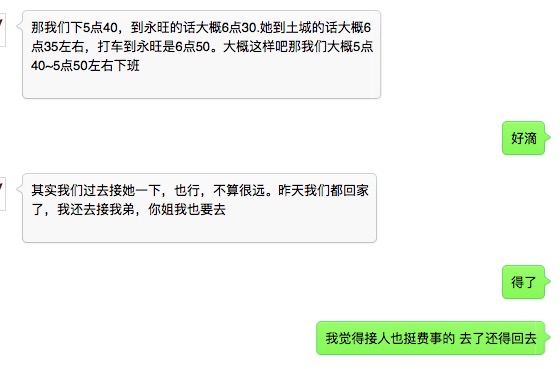 那我们下5点40，到永旺的话大概6点30.她到土城的话大概6
点35左右，打车到永旺是6点50。大概这样吧那我们大概5点
40~5点50左右下班
好滴
其实我们过去接她一下，也行，不算很远。昨天我们都回家
了，我还去接我弟，你姐我也要去
得了
我觉得接人也挺费事的 去了还得回去